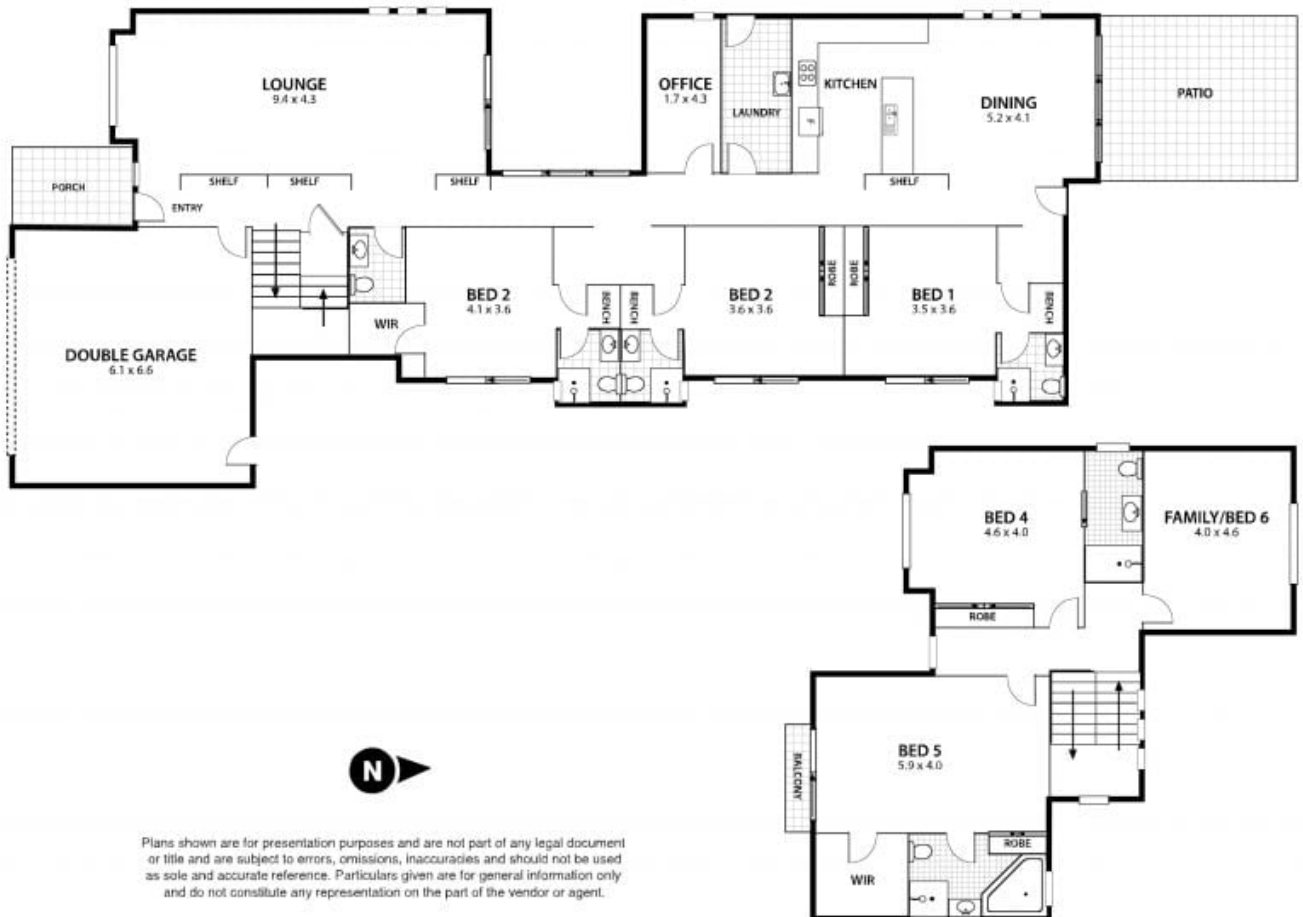 LOUNGE
9.4 x 4.3
OFFICE
1.7 x 4.3
LAUNDRY
KITCHEN
DINING
5.2 x 4.1
PATIO
PORCH
SHELF
SHELF
SHELF
SHELF
ENTRY
DOUBLE GARAGE
6.1 x 6.6
WIR
BED 2
4.1 x 3.6
BENCH
BENCH
BED 2
3.6 x 3.6
ROBE
ROBE
BED 1
3.5 x 3.6
BENCH
BED 4
4.6 x 4.0
FAMILY/BED 6
4.0 x 4.6
ROBE
BED 5
5.9 x 4.0
BALCONY
WIR
ROBE
N
Plans shown are for presentation purposes and are not part of any legal document
or title and are subject to errors, omissions, inaccuracies and should not be used
as sole and accurate reference. Particulars given are for general information only
and do not constitute any representation on the part of the vendor or agent.